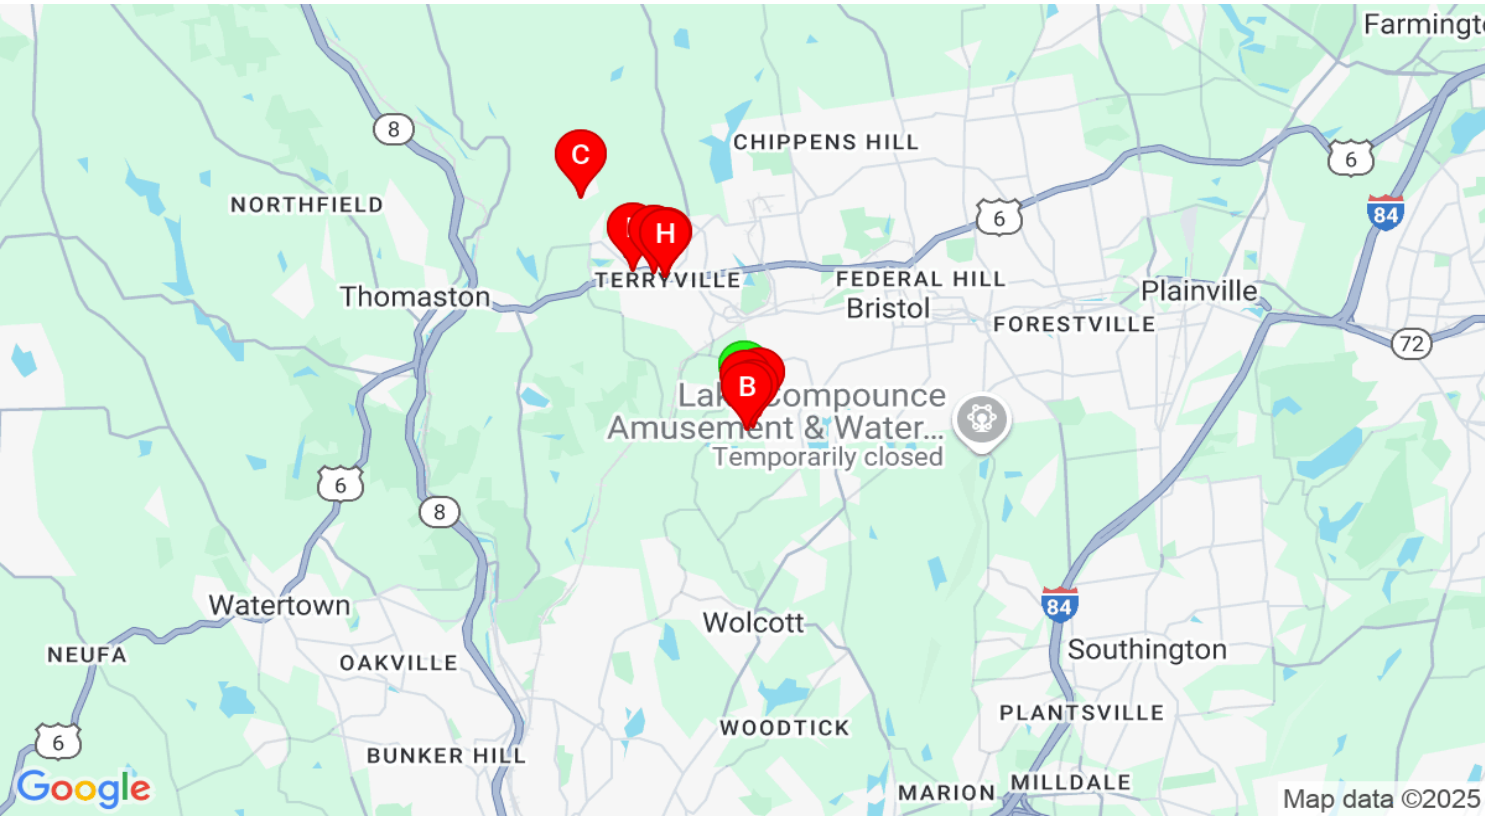 Farmingt
8
CHIPPENS HILL
C
6
NORTHFIELD
84
6
H
TERRYVILLE
FEDERAL HILL
Thomaston
Bristol
Plainville
FORESTVILLE
72
B
Lake Compounce
Amusement & Water...
Temporarily closed
6
8
Watertown
84
Wolcott
NEUFA
OAKVILLE
Southington
PLANTSVILLE
WOODTICK
6
BUNKER HILL
MILLDALE
Google
MARION
Map data ©2025